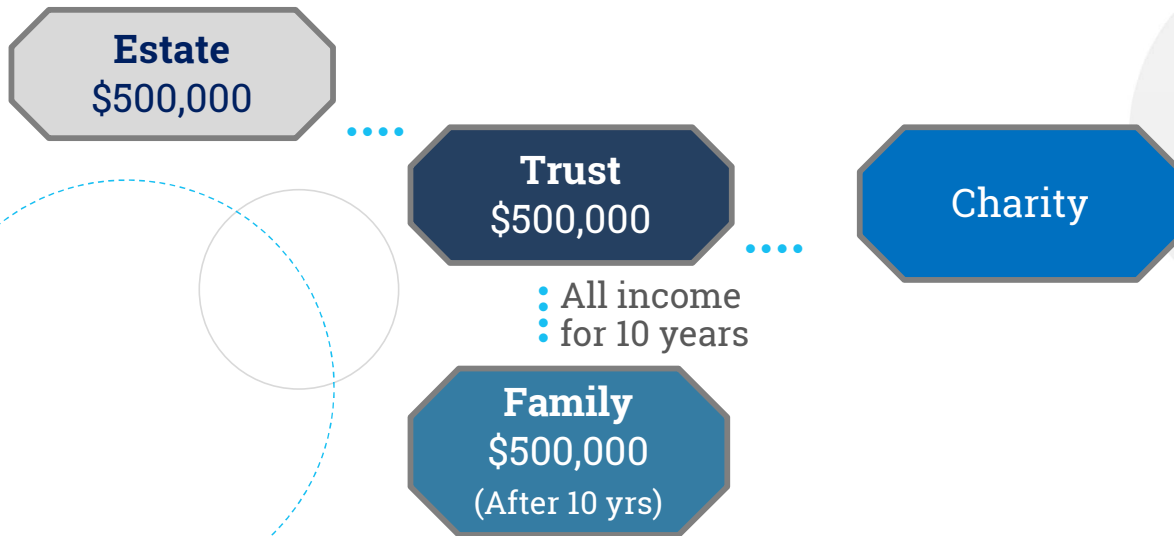 Estate
$500,000
Trust
$500,000
Charity
All income
for 10 years
Family
$500,000
(After 10 yrs)